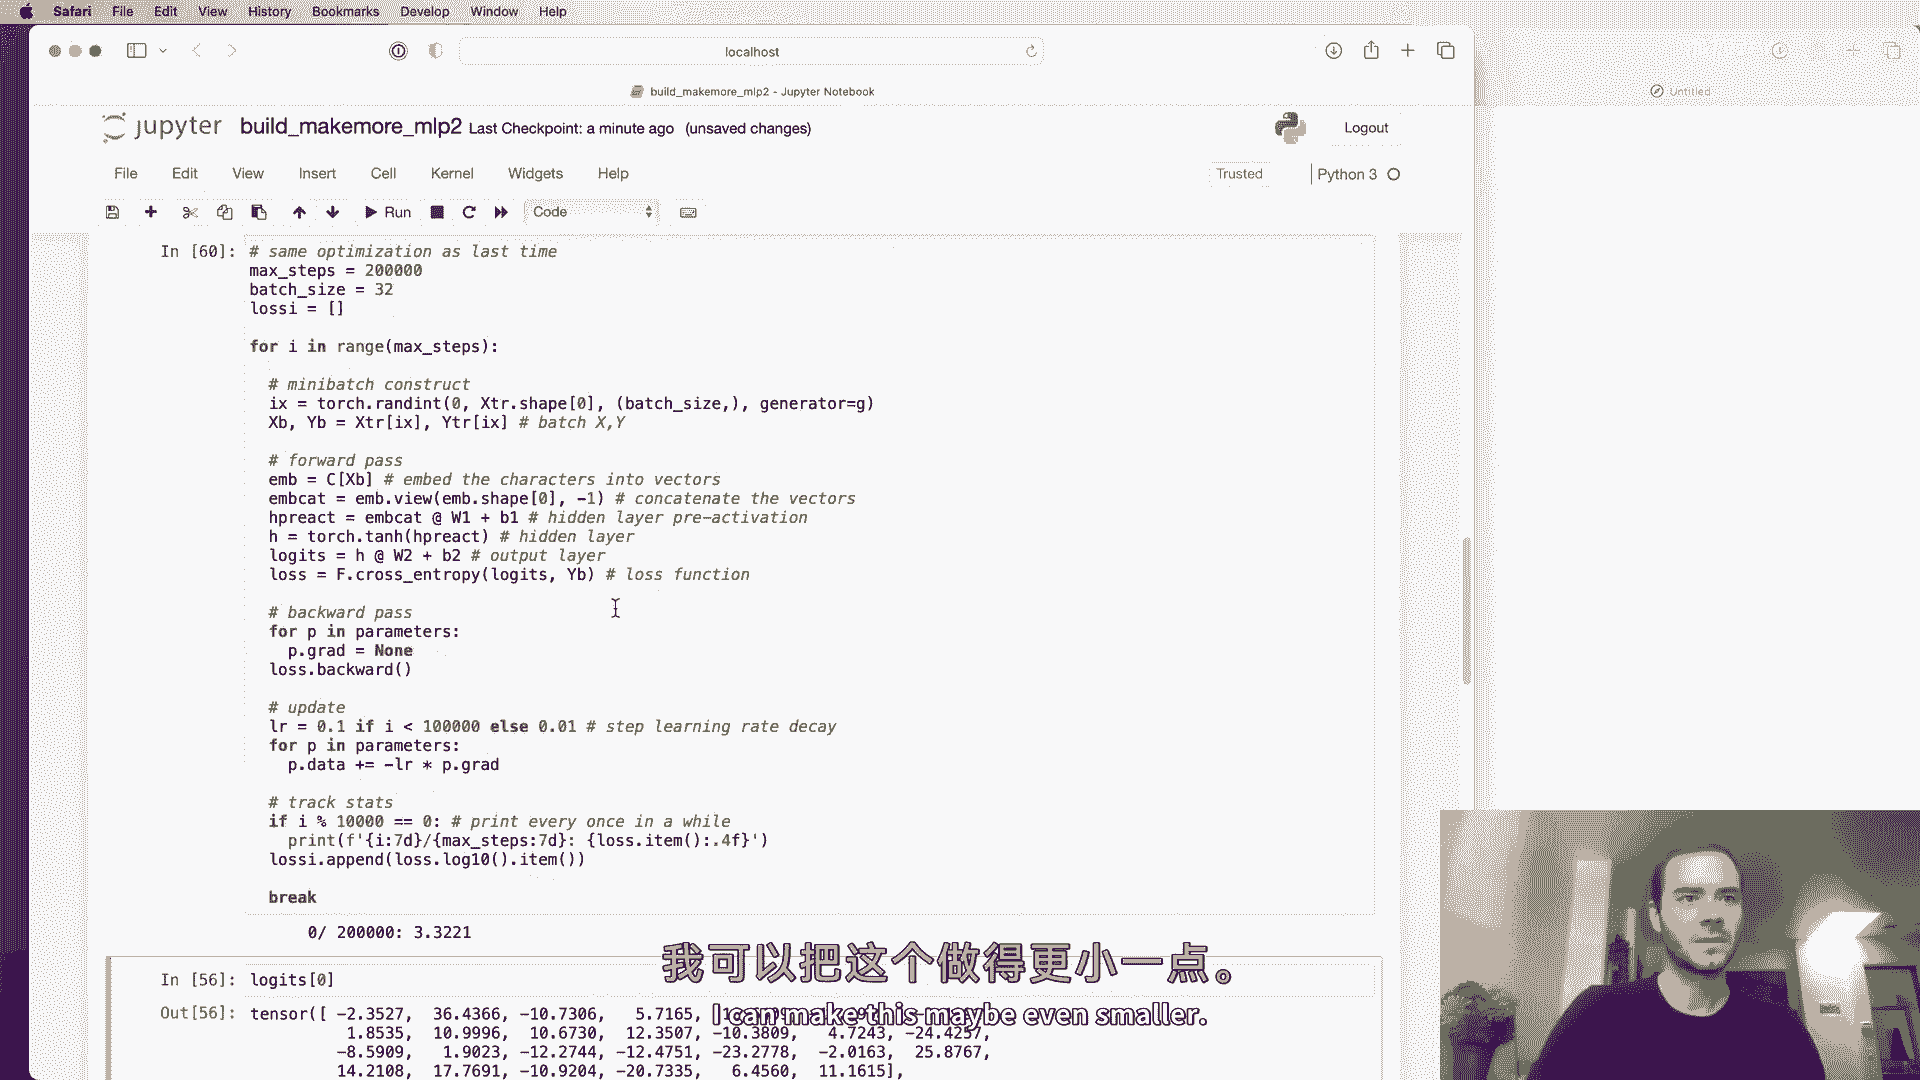 Safari File Edit View History Bookmarks Develop Window Help
localhost
build_makemore_mlp2 - Jupyter Notebook
Untitled
jupyter build_makemore_mlp2 Last Checkpoint: a minute ago (unsaved changes)
Logout
File Edit View Insert Cell Kernel Widgets Help
Trusted
Python 3
Run
Code
In [60]: # same optimization as last time
max_steps = 200000
batch_size = 32
lossi = []
for i in range(max_steps):
# minibatch construct
ix = torch.randint(0, Xtr.shape[0], (batch_size,), generator=g)
Xb, Yb = Xtr[ix], Ytr[ix] # batch X,Y
# forward pass
emb = C[Xb] # embed the characters into vectors
embcat = emb.view(emb.shape[0], -1) # concatenate the vectors
hpreact = embcat @ W1 + b1 # hidden layer pre-activation
h = torch.tanh(hpreact) # hidden layer
logits = h @ W2 + b2 # output layer
loss = F.cross_entropy(logits, Yb) # loss function
# backward pass
for p in parameters:
p.grad = None
loss.backward()
# update
lr = 0.1 if i < 100000 else 0.01 # step learning rate decay
for p in parameters:
p.data += -lr * p.grad
# track stats
if i % 10000 == 0: # print every once in a while
print(f'{i:7d}/{max_steps:7d}: {loss.item():.4f}')
lossi.append(loss.log10().item())
break
0/ 200000: 3.3221
我可以把这个做得更小一点。
In [56]: logits[0]
I can make this maybe even smaller.
Out[56]: tensor([ -2.3527, 36.4366, -10.7306, 5.7165,
1.8535, 10.9996, 10.6730, 12.3507, -10.3809, 4.7243, -24.4257,
-8.5909, 1.9023, -12.2744, -12.4751, -23.2778, -2.0163, 25.8767,
14.2108, 17.7691, -10.9204, -20.7335, 6.4560, 11.1615],